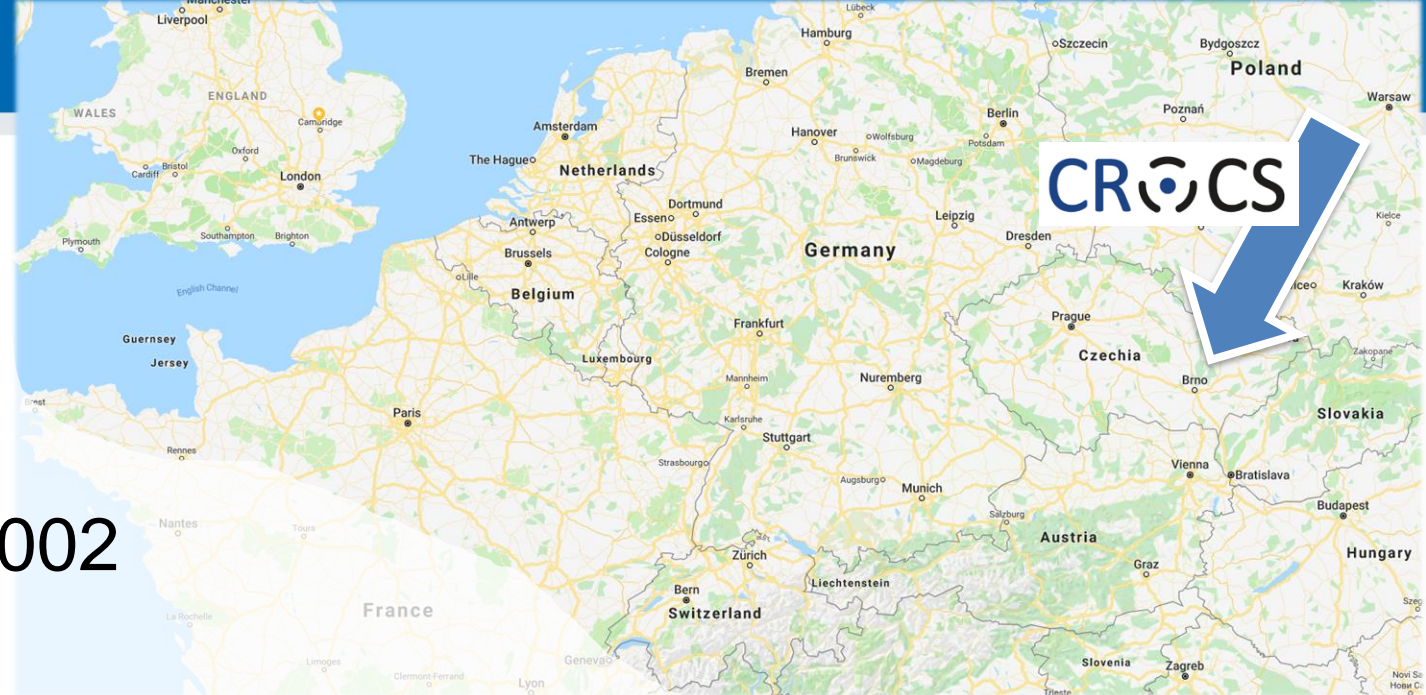 Liverpool
Lübeck
Hamburg
Szczecin
Bydgoszcz
Poland
Bremen
ENGLAND
WALES
Cambridge
Berlin
Poznań
Warsaw
Amsterdam
Hanover
Wolfsburg
Potsdam
Oxford
The Hague
Netherlands
Brunswick
Magdeburg
Bristol
Cardiff
London
CROCS
Dortmund
Essen
Leipzig
Kielce
Antwerp
Düsseldorf
Plymouth
Southampton
Brighton
Germany
Dresden
Brussels
Cologne
Lille
English Channel
Belgium
Kraków
Prague
Frankfurt
Guernsey
Jersey
Luxembourg
Czechia
Zakopane
Mannheim
Nuremberg
Brno
Brest
Paris
Slovakia
Karlsruhe
Stuttgart
Rennes
Strasbourg
Vienna
Bratislava
Augsburg
Munich
Budapest
Salzburg
Nantes
Tours
002
Austria
Zürich
Hungary
Graz
Liechtenstein
Bern
Switzerland
France
La Rochelle
Geneva
Limoges
Slovenia
Zagreb
Clermont-Ferrand
Lyon
Trieste